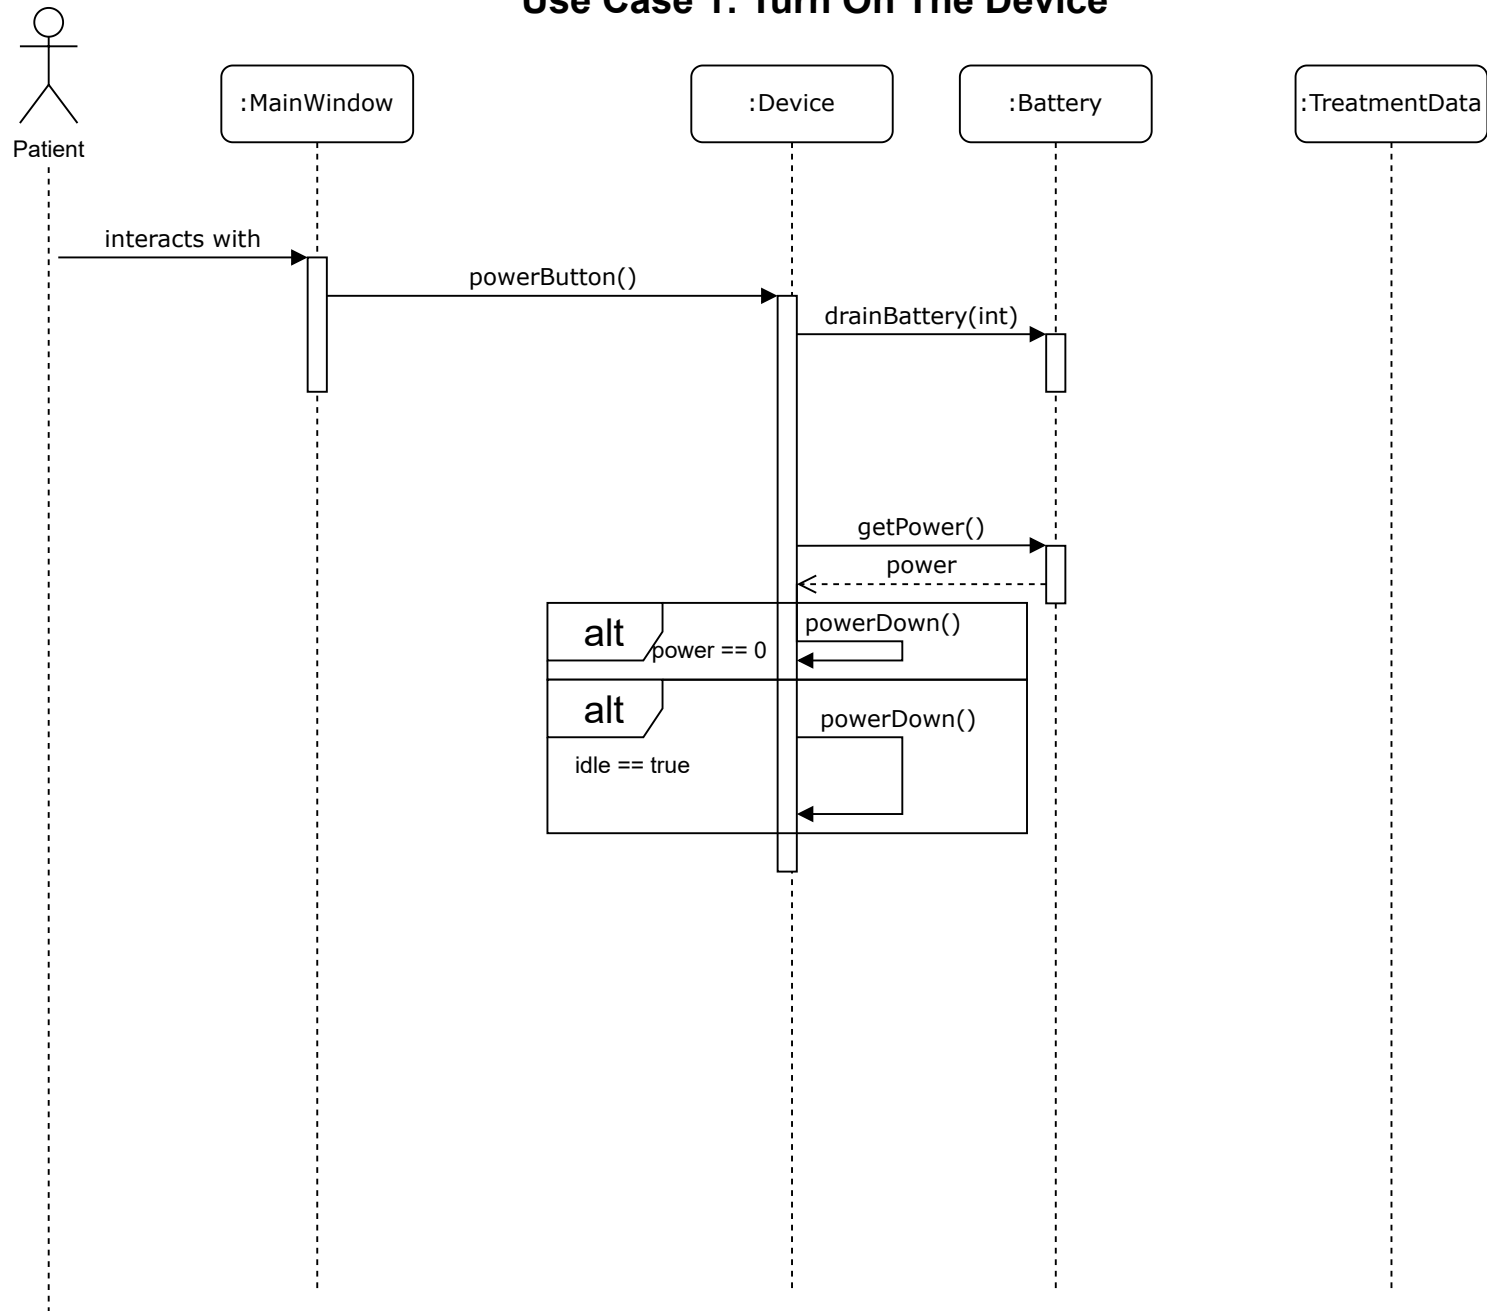 Use Case 1: Turn On The Device
:MainWindow
:Device
:Battery
:TreatmentData
Patient
interacts with
powerButton()
drainBattery(int)
getPower()
power
alt
power == 0
powerDown()
alt
idle == true
powerDown()